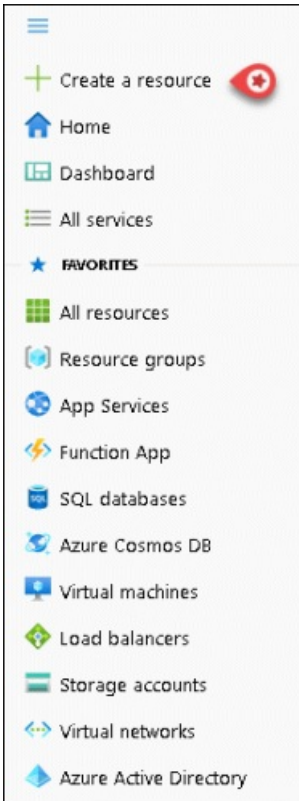 Create a resource
Home
Dashboard
All services
FAVORITES
All resources
Resource groups
App Services
Function App
SQL databases
Azure Cosmos DB
Virtual machines
Load balancers
Storage accounts
Virtual networks
Azure Active Directory